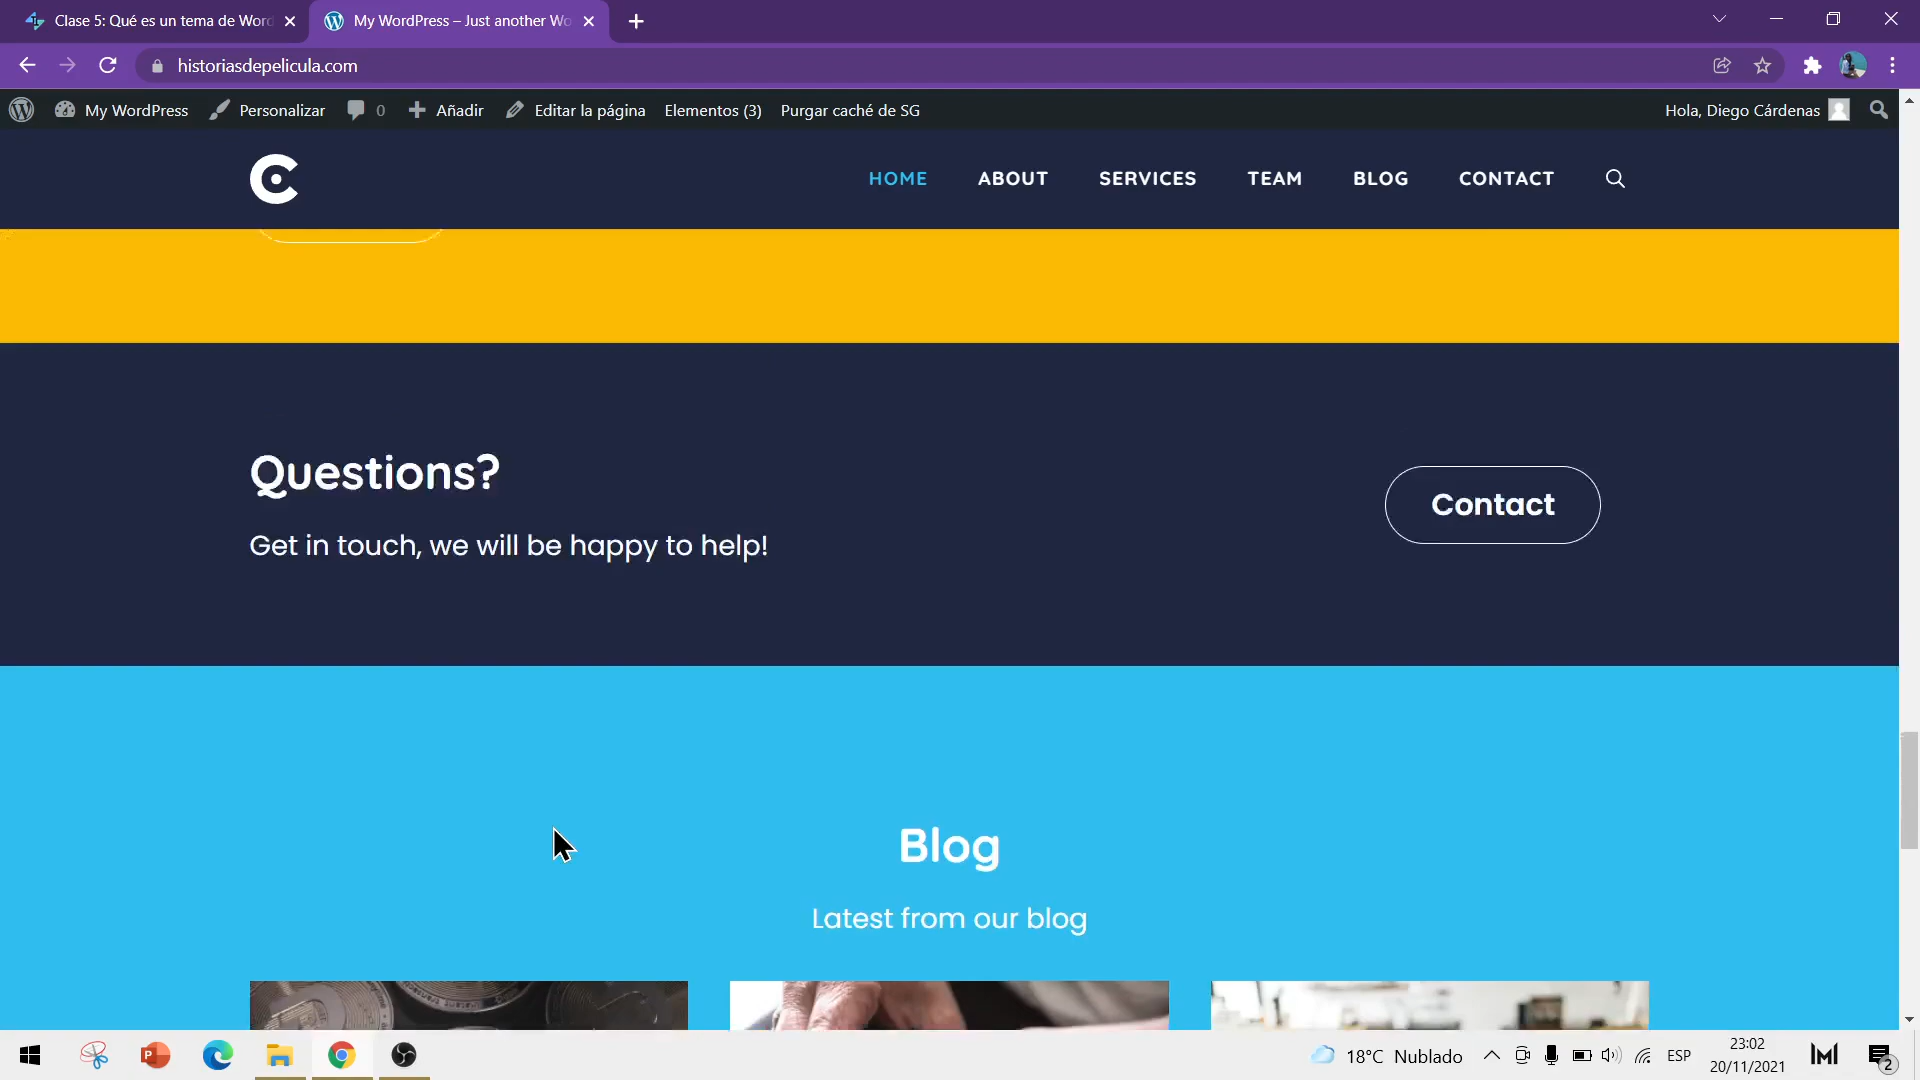 Clase 5: Qué es un tema de Word
My WordPress – Just another Wo
historiasdepelicula.com
My WordPress
Personalizar
0
Añadir
Editar la página
Elementos (3)
Purgar caché de SG
Hola, Diego Cárdenas
HOME
ABOUT
SERVICES
TEAM
BLOG
CONTACT
Questions?
Get in touch, we will be happy to help!
Contact
Blog
Latest from our blog
18°C Nublado
ESP
23:02
20/11/2021
2